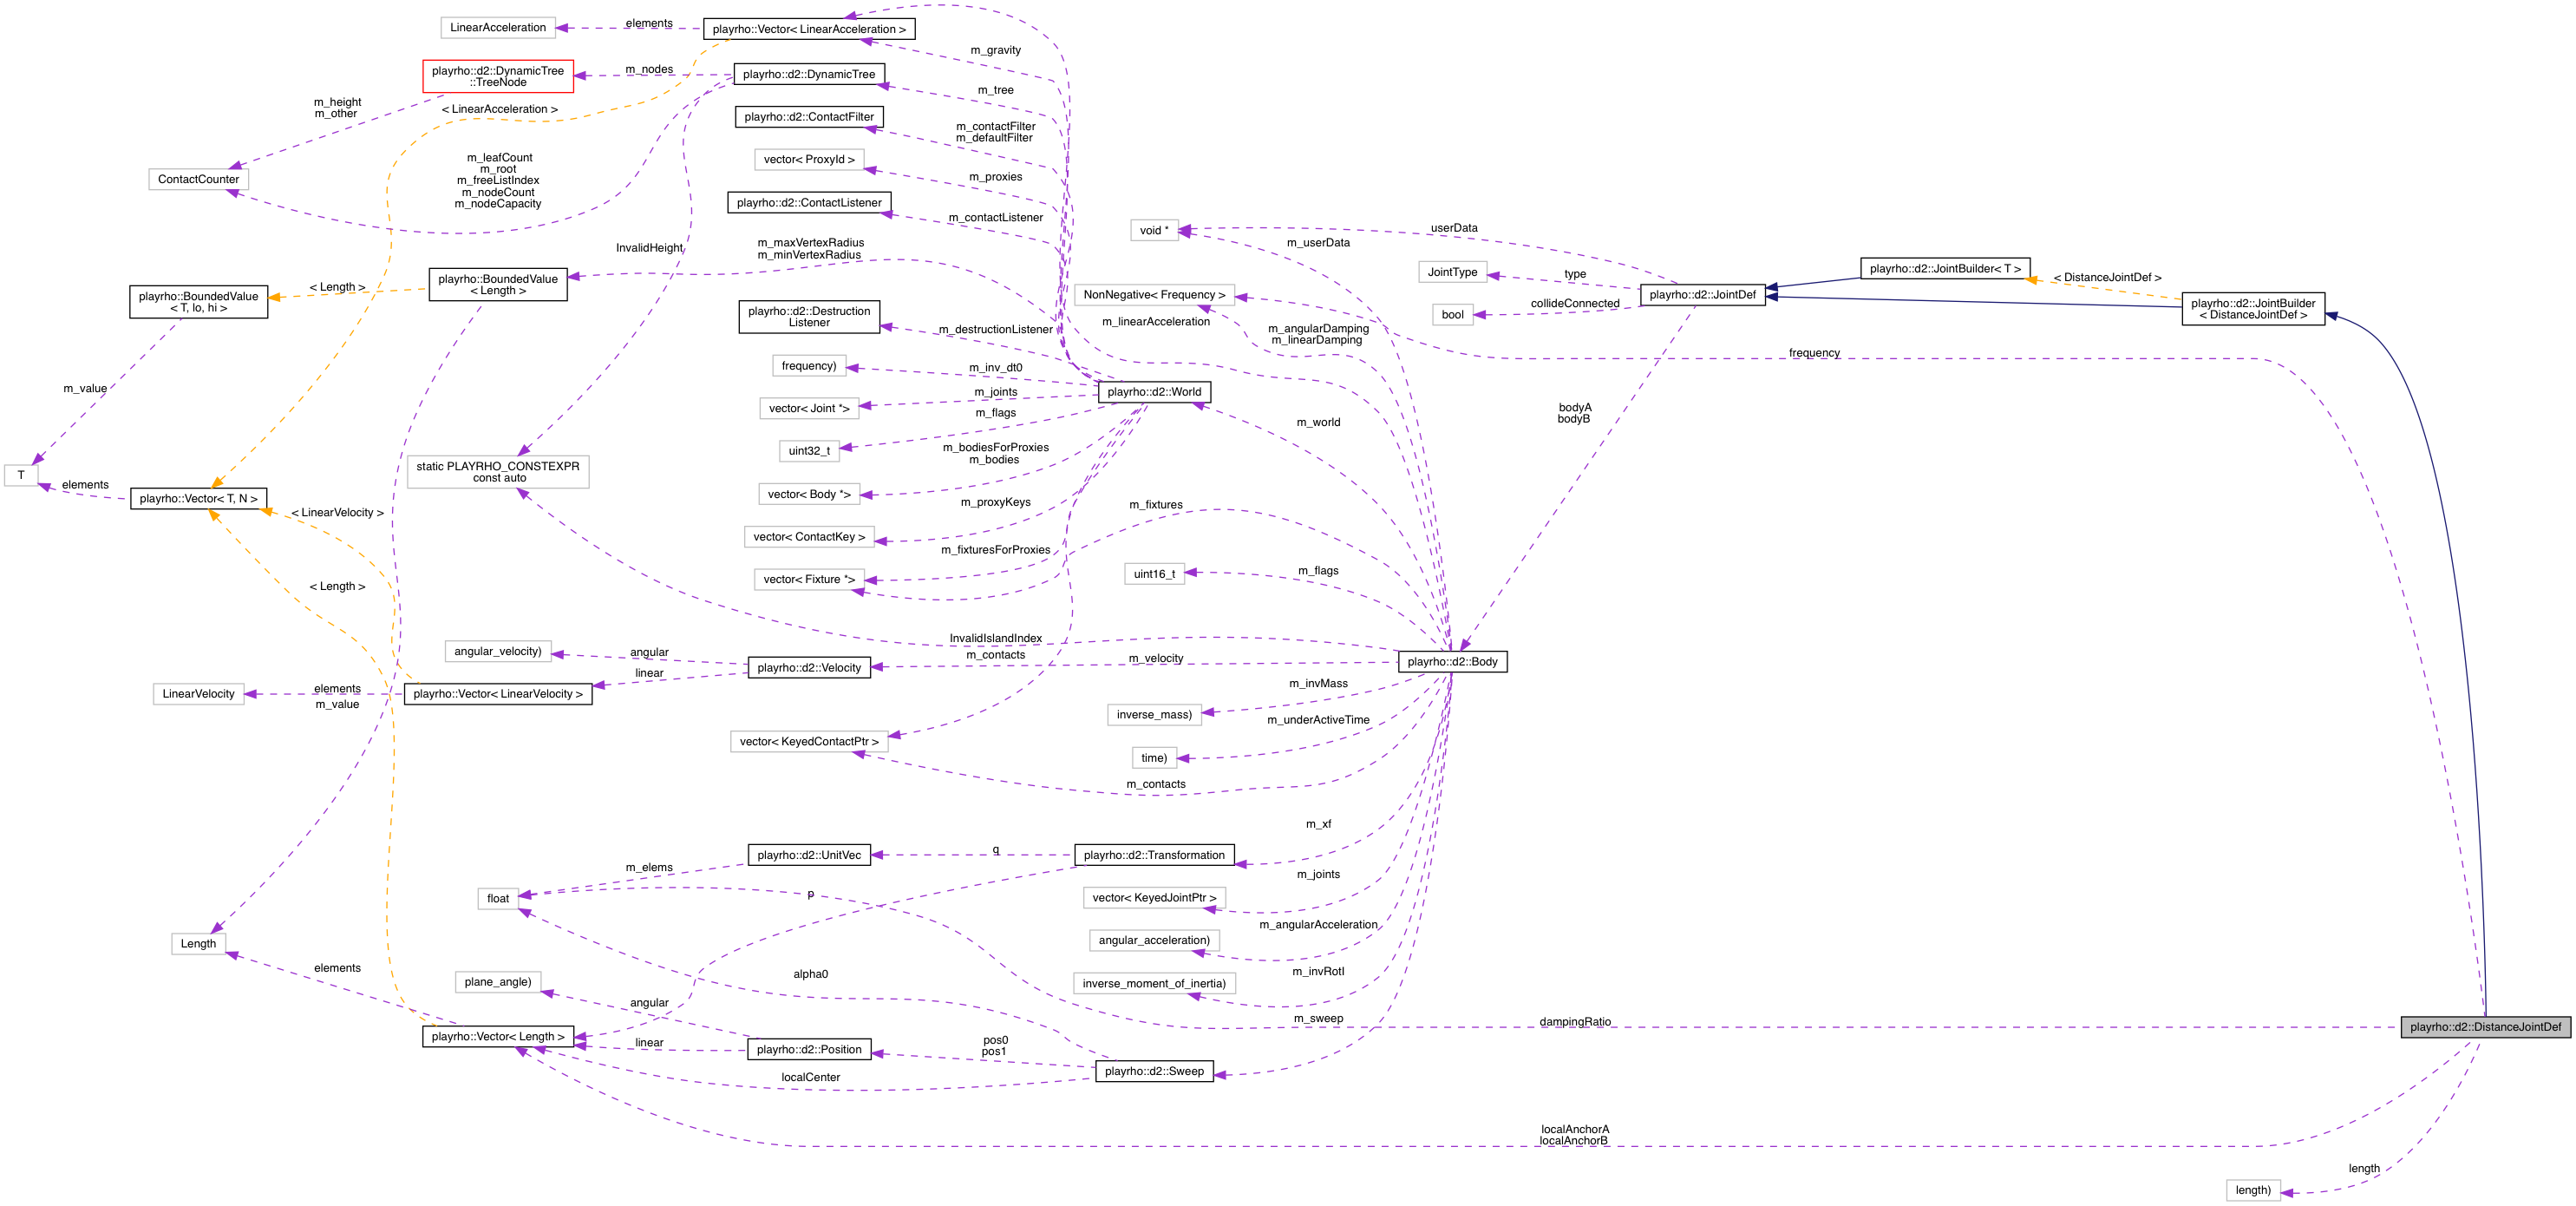 LinearAcceleration
elements
playrho::Vector< LinearAcceleration >
m_gravity
playrho::d2::DynamicTree
::TreeNode
m_nodes
playrho::d2::DynamicTree
m_tree
m_height
m_other
< LinearAcceleration >
playrho::d2::ContactFilter
m_contactFilter
m_defaultFilter
vector< ProxyId >
m_proxies
ContactCounter
m_leafCount
m_root
m_freeListIndex
m_nodeCount
m_nodeCapacity
playrho::d2::ContactListener
m_contactListener
InvalidHeight
m_maxVertexRadius
m_minVertexRadius
void *
m_userData
userData
JointType
type
playrho::d2::JointBuilder< T >
< DistanceJointDef >
playrho::BoundedValue
< T, lo, hi >
< Length >
playrho::BoundedValue
< Length >
NonNegative< Frequency >
playrho::d2::JointDef
collideConnected
bool
playrho::d2::JointBuilder
< DistanceJointDef >
playrho::d2::Destruction
Listener
m_destructionListener
m_linearAcceleration
m_angularDamping
m_linearDamping
frequency
frequency)
m_inv_dt0
m_value
vector< Joint *>
m_joints
playrho::d2::World
m_flags
bodyA
bodyB
m_world
uint32_t
m_bodiesForProxies
m_bodies
T
elements
static PLAYRHO_CONSTEXPR
const auto
vector< Body *>
playrho::Vector< T, N >
< LinearVelocity >
m_proxyKeys
m_fixtures
vector< ContactKey >
m_fixturesForProxies
< Length >
vector< Fixture *>
uint16_t
m_flags
InvalidIslandIndex
m_contacts
angular_velocity)
angular
playrho::d2::Velocity
m_velocity
playrho::d2::Body
linear
LinearVelocity
elements
m_value
playrho::Vector< LinearVelocity >
m_invMass
inverse_mass)
m_underActiveTime
vector< KeyedContactPtr >
time)
m_contacts
m_xf
playrho::d2::UnitVec
q
playrho::d2::Transformation
m_elems
float
p
vector< KeyedJointPtr >
m_joints
m_angularAcceleration
angular_acceleration)
Length
elements
plane_angle)
alpha0
inverse_moment_of_inertia)
m_invRotI
angular
m_sweep
dampingRatio
playrho::d2::DistanceJointDef
playrho::Vector< Length >
linear
playrho::d2::Position
pos0
pos1
playrho::d2::Sweep
localCenter
localAnchorA
localAnchorB
length
length)